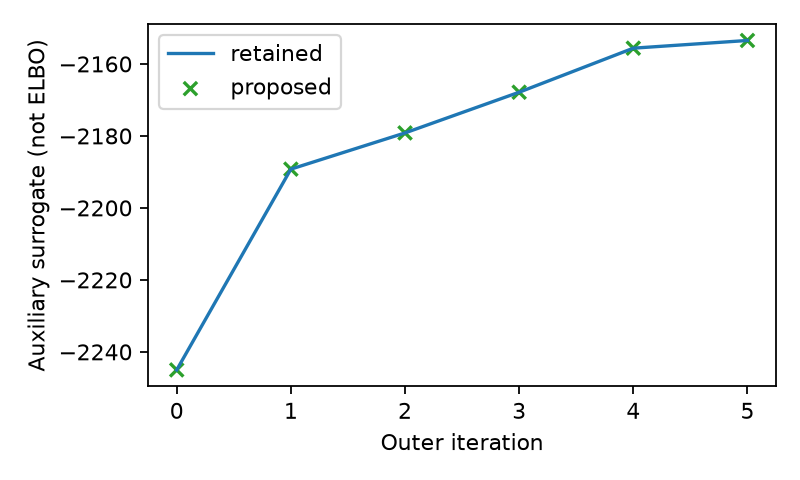 retained
proposed
Auxiliary surrogate (not ELBO)
−2160
−2180
−2200
−2220
−2240
0 1 2 3 4 5
Outer iteration